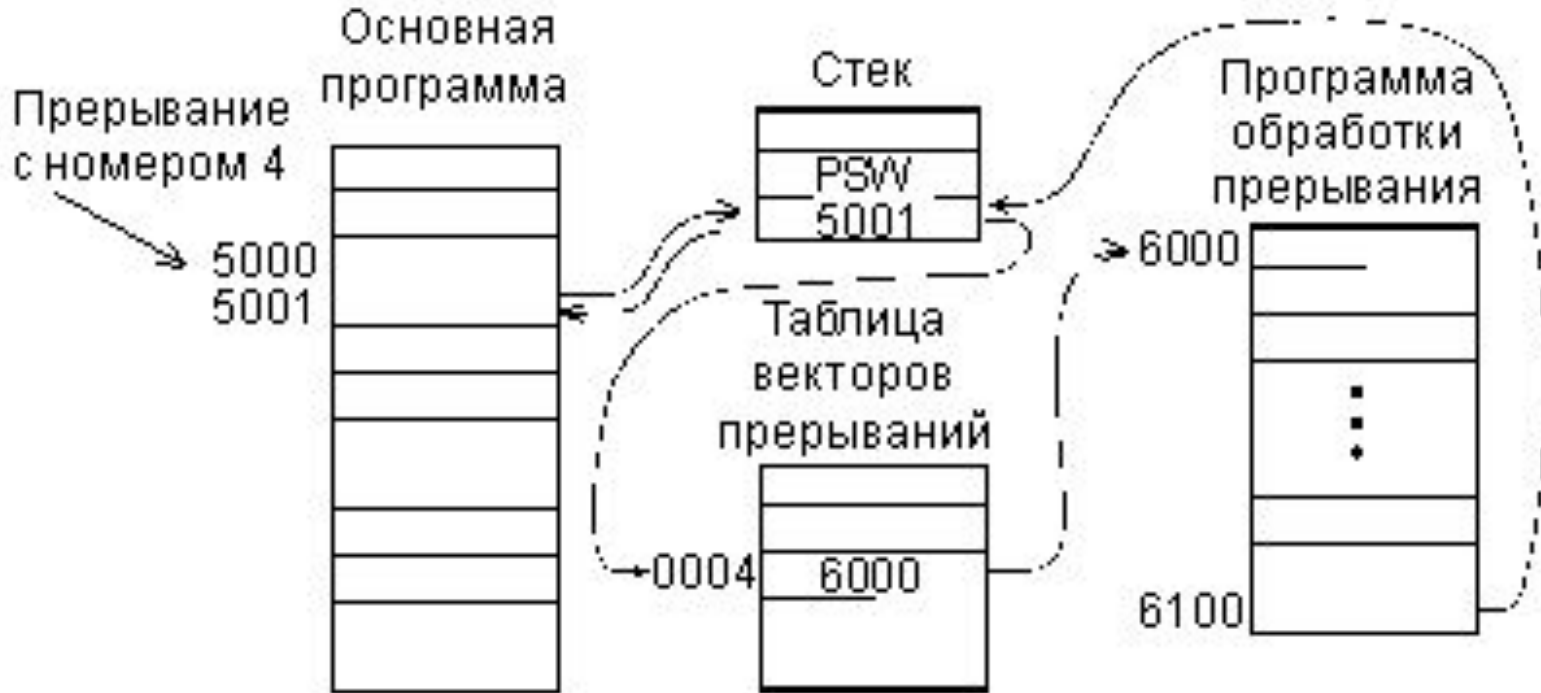 Основная
программа
Прерывание
с номером 4
5000
5001
Стек
PSW
5001
Таблица
векторов
прерываний
0004
6000
Программа
обработки
прерывания
6000
6100